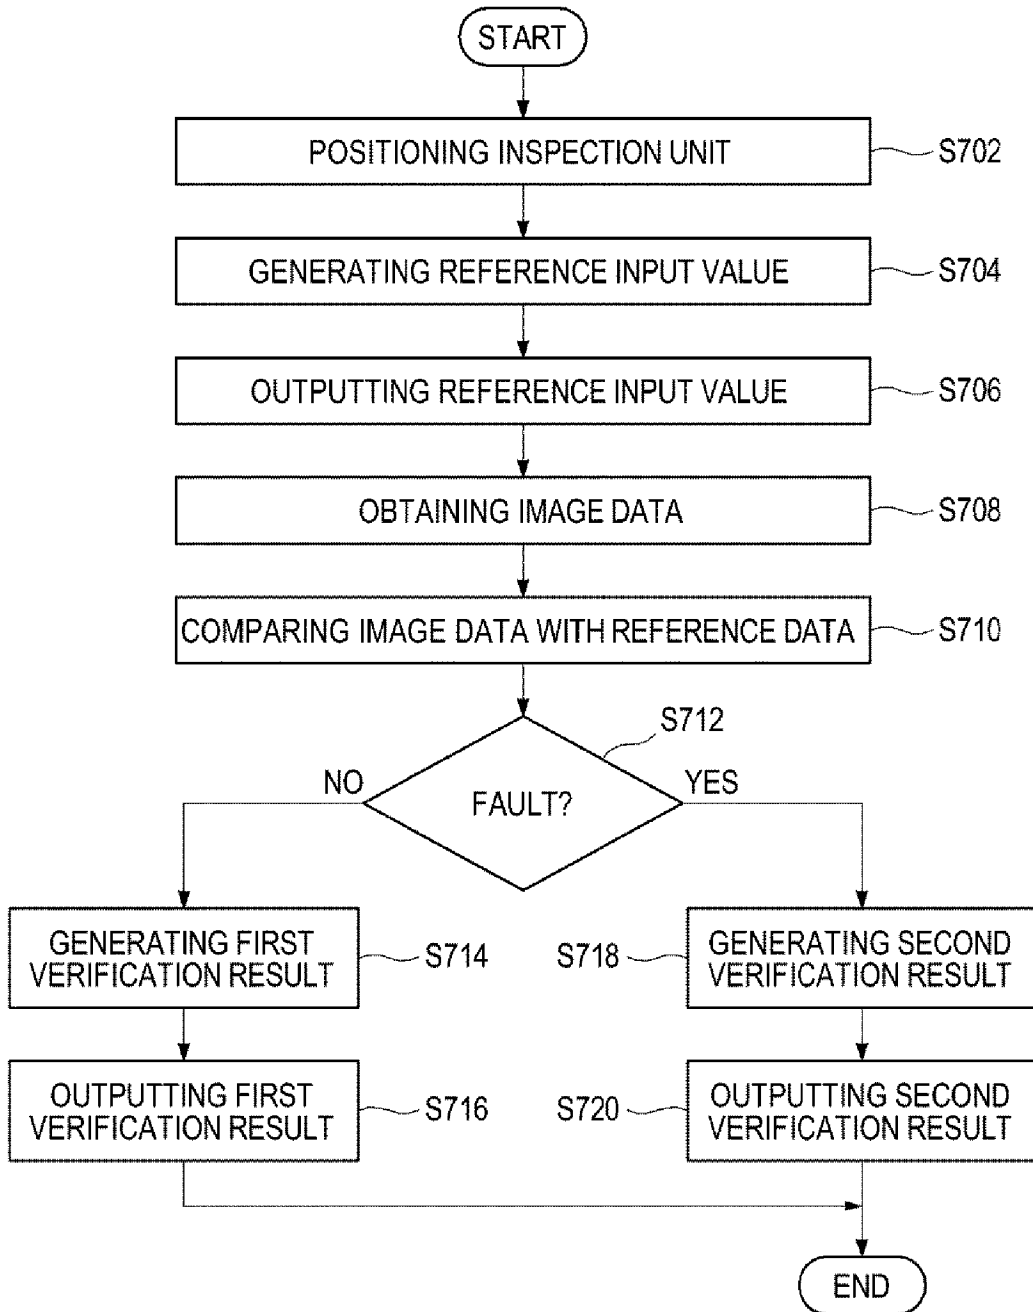 START
POSITIONING INSPECTION UNIT
S702
GENERATING REFERENCE INPUT VALUE
S704
OUTPUTTING REFERENCE INPUT VALUE
S706
OBTAINING IMAGE DATA
S708
COMPARING IMAGE DATA WITH REFERENCE DATA
S710
S712
NO
FAULT?
YES
GENERATING FIRST
VERIFICATION RESULT
S714
S718
GENERATING SECOND
VERIFICATION RESULT
OUTPUTTING FIRST
VERIFICATION RESULT
S716
S720
OUTPUTTING SECOND
VERIFICATION RESULT
END